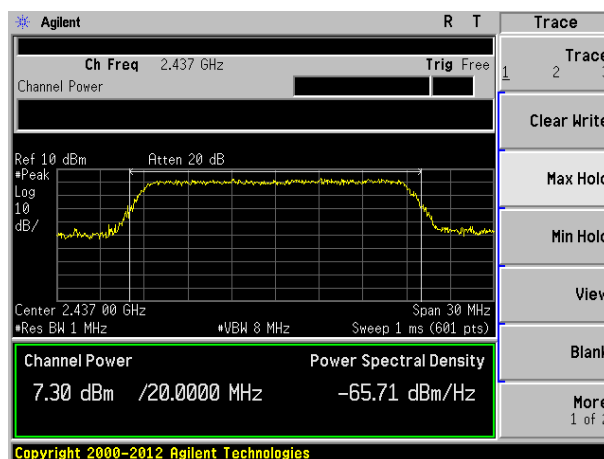 Agilent R T
Trace
Ch Freq 2.437 GHz Trig Free
Channel Power
Trace
1 2
Clear Write
Max Hold
Min Hold
View
Blank
More
1 of 2
Ref 10 dBm Atten 20 dB
#Peak
Log
10
dB/
Center 2.437 00 GHz Span 30 MHz
#Res BW 1 MHz #VBW 8 MHz Sweep 1 ms (601 pts)
Channel Power Power Spectral Density
7.30 dBm /20.0000 MHz -65.71 dBm/Hz
Copyright 2000-2012 Agilent Technologies